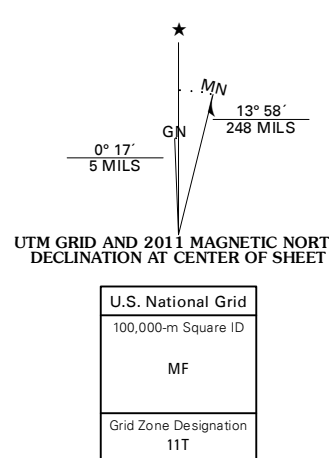 ★
MN
GN
13° 58´
248 MILS
0° 17´
5 MILS
UTM GRID AND 2011 MAGNETIC NORT
DECLINATION AT CENTER OF SHEET
U.S. National Grid
100,000-m Square ID
MF
Grid Zone Designation
11T